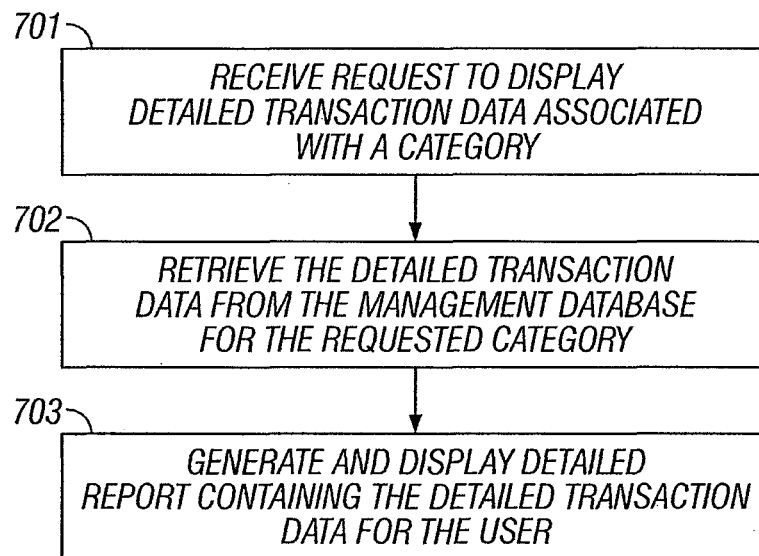 701
RECEIVE REQUEST TO DISPLAY
DETAILED TRANSACTION DATA ASSOCIATED
WITH A CATEGORY
702
RETRIEVE THE DETAILED TRANSACTION
DATA FROM THE MANAGEMENT DATABASE
FOR THE REQUESTED CATEGORY
703
GENERATE AND DISPLAY DETAILED
REPORT CONTAINING THE DETAILED TRANSACTION
DATA FOR THE USER